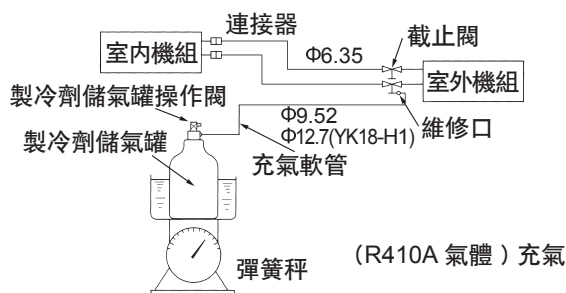 連接器
截止閥
室内機組
Φ6.35
室外機組
製冷劑儲氣罐操作閥
Φ9.52
Φ12.7(YK18-H1)
維修口
製冷劑儲氣罐
充氣軟管
彈簧秤
（R410A 氣體）充氣